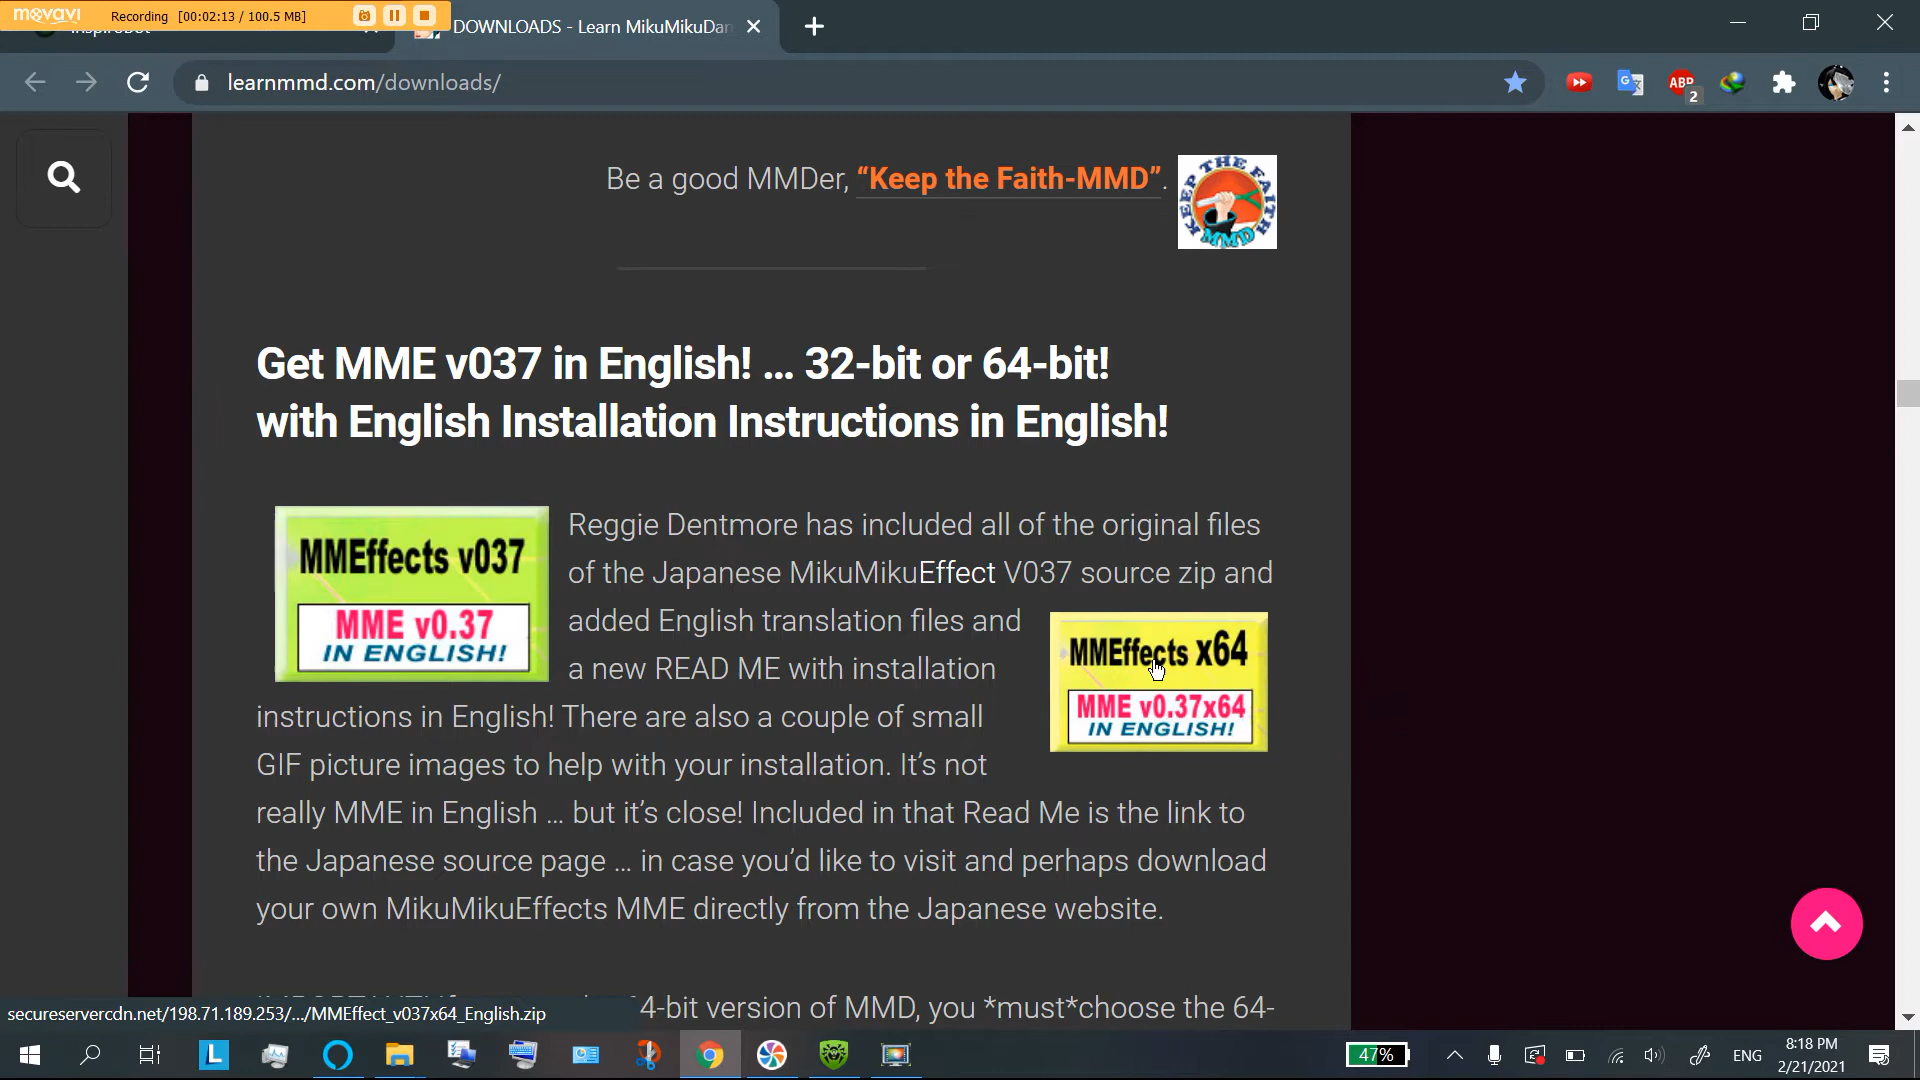 movavi Recording [00:02:13 / 100.5 MB]
DOWNLOADS - Learn MikuMikuDan
learnmmd.com/downloads/
ABP
2
Be a good MMDer, “Keep the Faith-MMD”.
KEEP THE FAITH
MMD
Get MME v037 in English! ... 32-bit or 64-bit!
with English Installation Instructions in English!
MMEffects v037
MME v0.37
IN ENGLISH!
Reggie Dentmore has included all of the original files
of the Japanese MikuMikuEffect V037 source zip and
added English translation files and
a new READ ME with installation
MMEffects x64
MME v0.37x64
IN ENGLISH!
instructions in English! There are also a couple of small
GIF picture images to help with your installation. It’s not
really MME in English ... but it’s close! Included in that Read Me is the link to
the Japanese source page ... in case you’d like to visit and perhaps download
your own MikuMikuEffects MME directly from the Japanese website.
4-bit version of MMD, you *must*choose the 64-
secureservercdn.net/198.71.189.253/.../MMEffect_v037x64_English.zip
L
47%
ENG
8:18 PM
2/21/2021